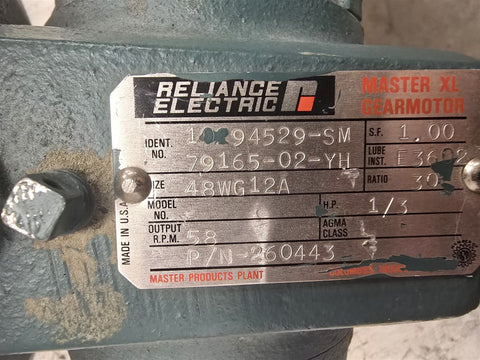 RELIANCE ELECTRIC
MASTER XL GEARMOTOR
IDENT. NO. 94529-SM
79165-02-YH
S.F. 1.00
LUBE INST.
SIZE 48WG12A
RATIO 30
MODEL NO.
H.P. 1/3
OUTPUT R.P.M. 58
AGMA CLASS
P/N-260443
MADE IN U.S.A.
MASTER PRODUCTS PLANT